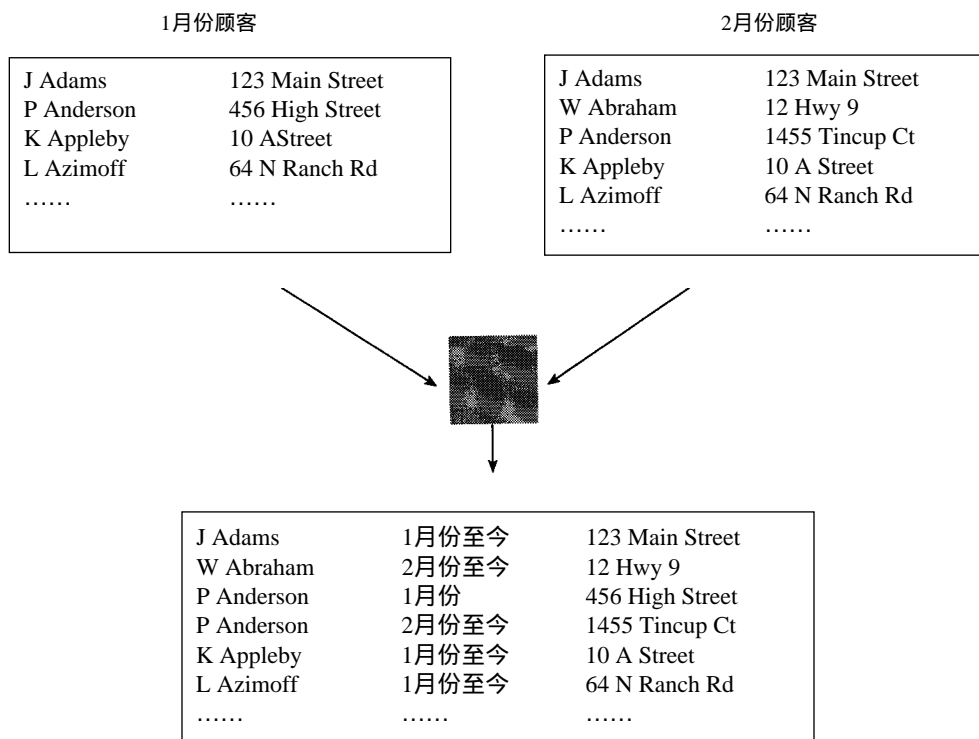 1月份顾客
J Adams 123 Main Street
P Anderson 456 High Street
K Appleby 10 AStreet
L Azimoff 64 N Ranch Rd
…… ……
2月份顾客
J Adams 123 Main Street
W Abraham 12 Hwy 9
P Anderson 1455 Tincup Ct
K Appleby 10 A Street
L Azimoff 64 N Ranch Rd
…… ……
J Adams 1月份至今 123 Main Street
W Abraham 2月份至今 12 Hwy 9
P Anderson 1月份 456 High Street
P Anderson 2月份至今 1455 Tincup Ct
K Appleby 1月份至今 10 A Street
L Azimoff 1月份至今 64 N Ranch Rd
…… …… ……